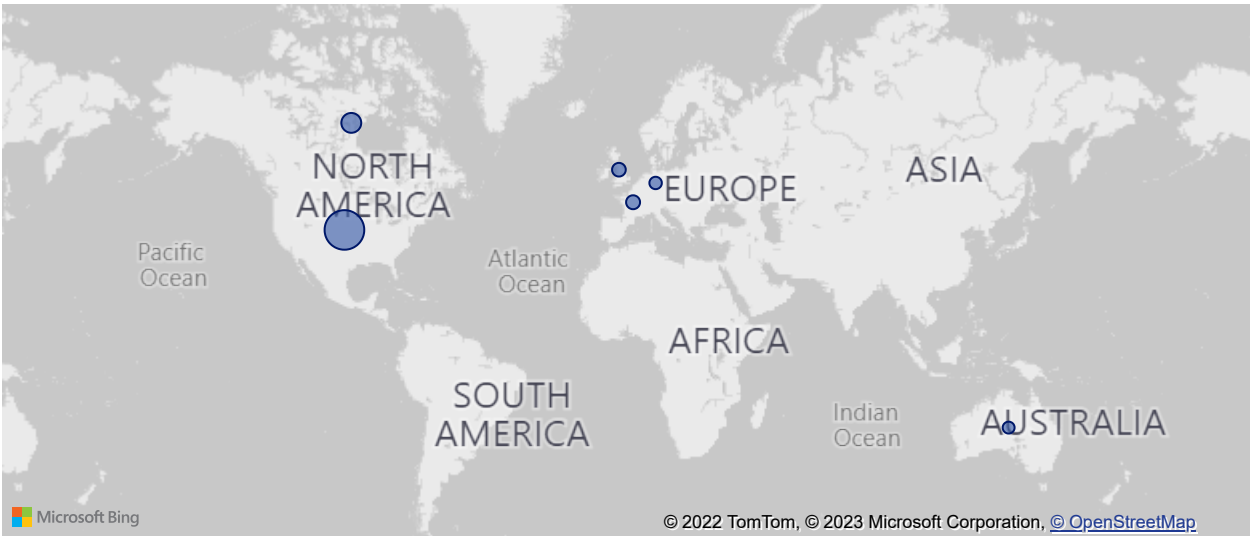 NORTH
AMERICA
EUROPE
ASIA
Pacific
Ocean
Atlantic
Ocean
AFRICA
SOUTH
AMERICA
Indian
Ocean
AUSTRALIA
Microsoft Bing
© 2022 TomTom, © 2023 Microsoft Corporation, © OpenStreetMap